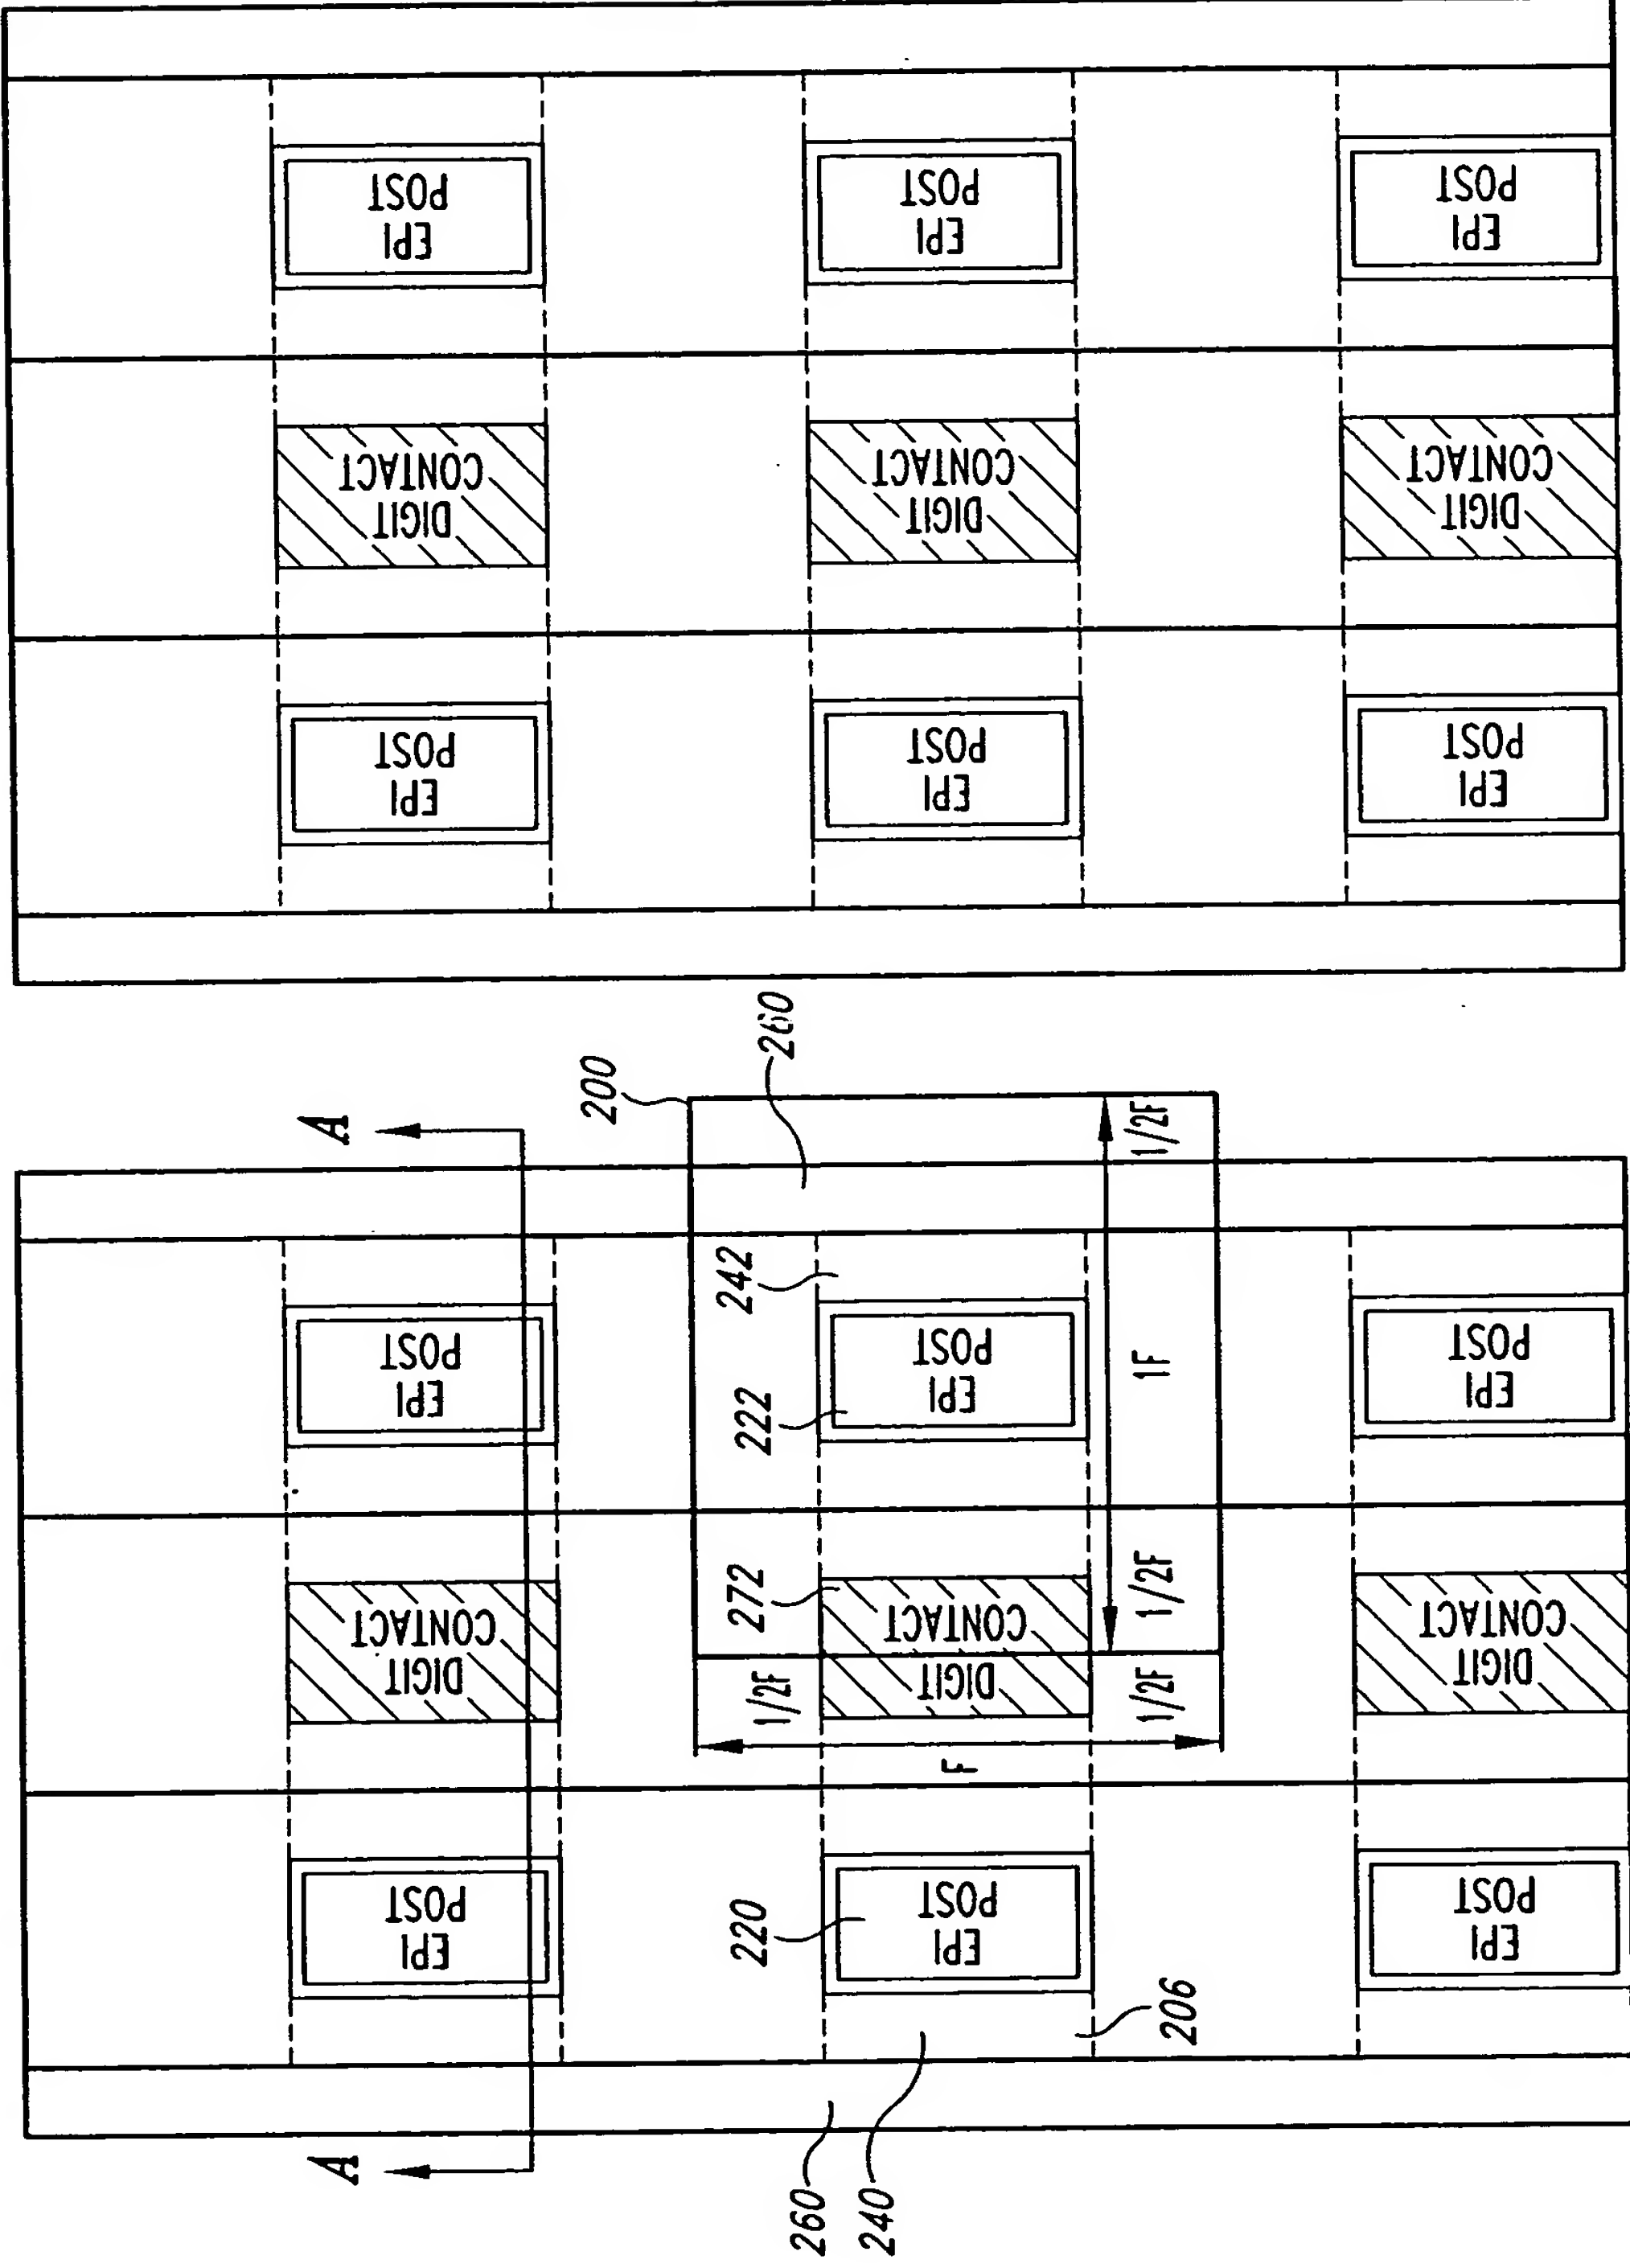 EPI
POST
EPI
POST
EPI
POST
DIGIT
CONTACT
DIGIT
CONTACT
DIGIT
CONTACT
EPI
POST
EPI
POST
EPI
POST
260
200
A
1/2F
242
222
EPI
POST
EPI
POST
1F
EPI
POST
272
1/2F
DIGIT
CONTACT
DIGIT
CONTACT
DIGIT
CONTACT
1/2F
1/2F
F
220
EPI
POST
EPI
POST
EPI
POST
206
A
260
240